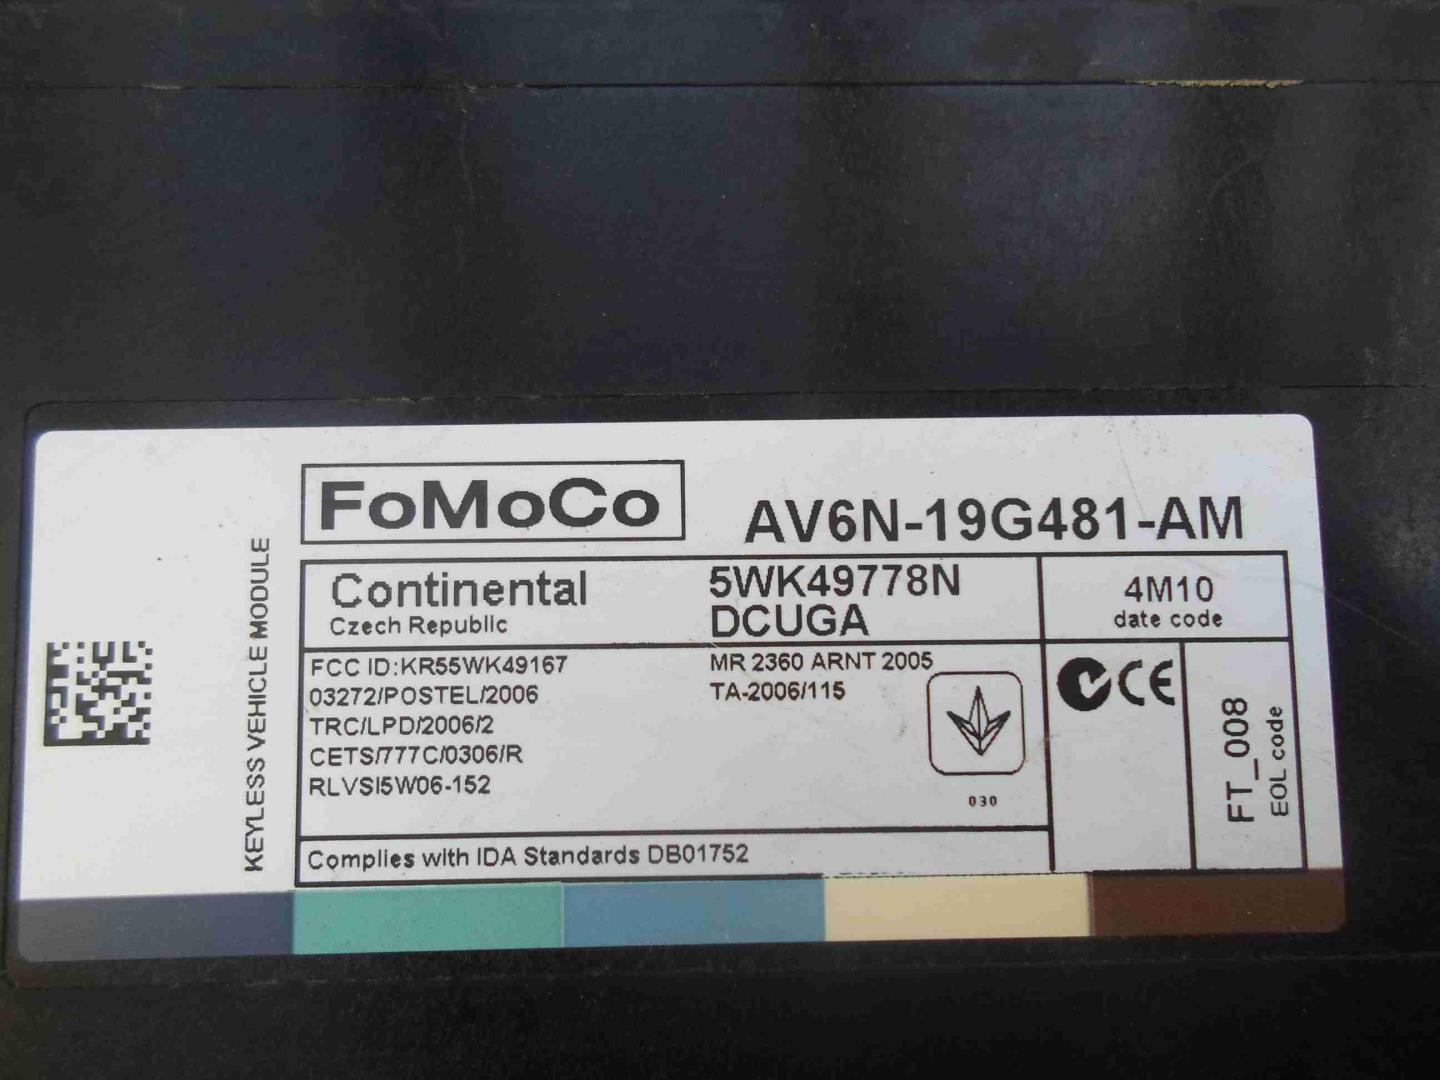 KEYLESS VEHICLE MODULE
FoMoCo
AV6N-19G481-AM
Continental
Czech Republic
5WK49778N
DCUGA
4M10
date code
FCC ID:KR55WK49167
03272/POSTEL/2006
TRC/LPD/2006/2
CETS/777C/0306/R
RLVSI5W06-152
MR 2360 ARNT 2005
TA-2006/115
030
CE
FT_008
EOL code
Complies with IDA Standards DB01752